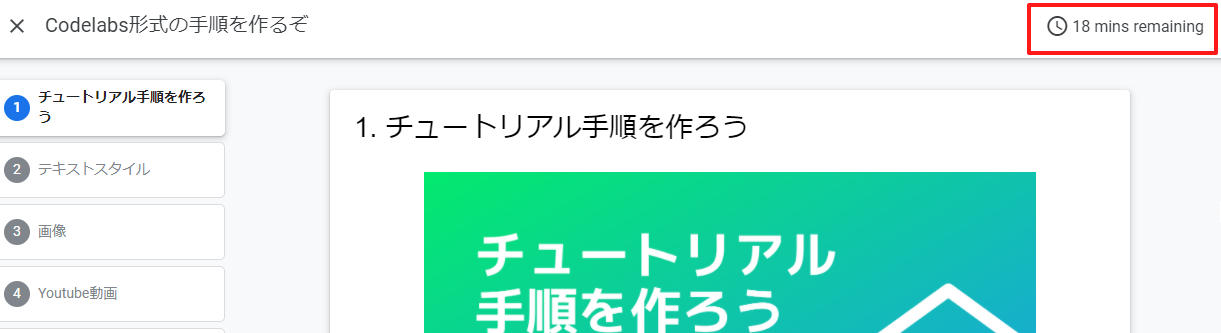 Codelabs形式の手順を作るぞ
18 mins remaining
1
チュートリアル手順を作ろ
う
2
テキストスタイル
3
画像
4
Youtube動画
1. チュートリアル手順を作ろう
チュートリアル
手順を作ろう